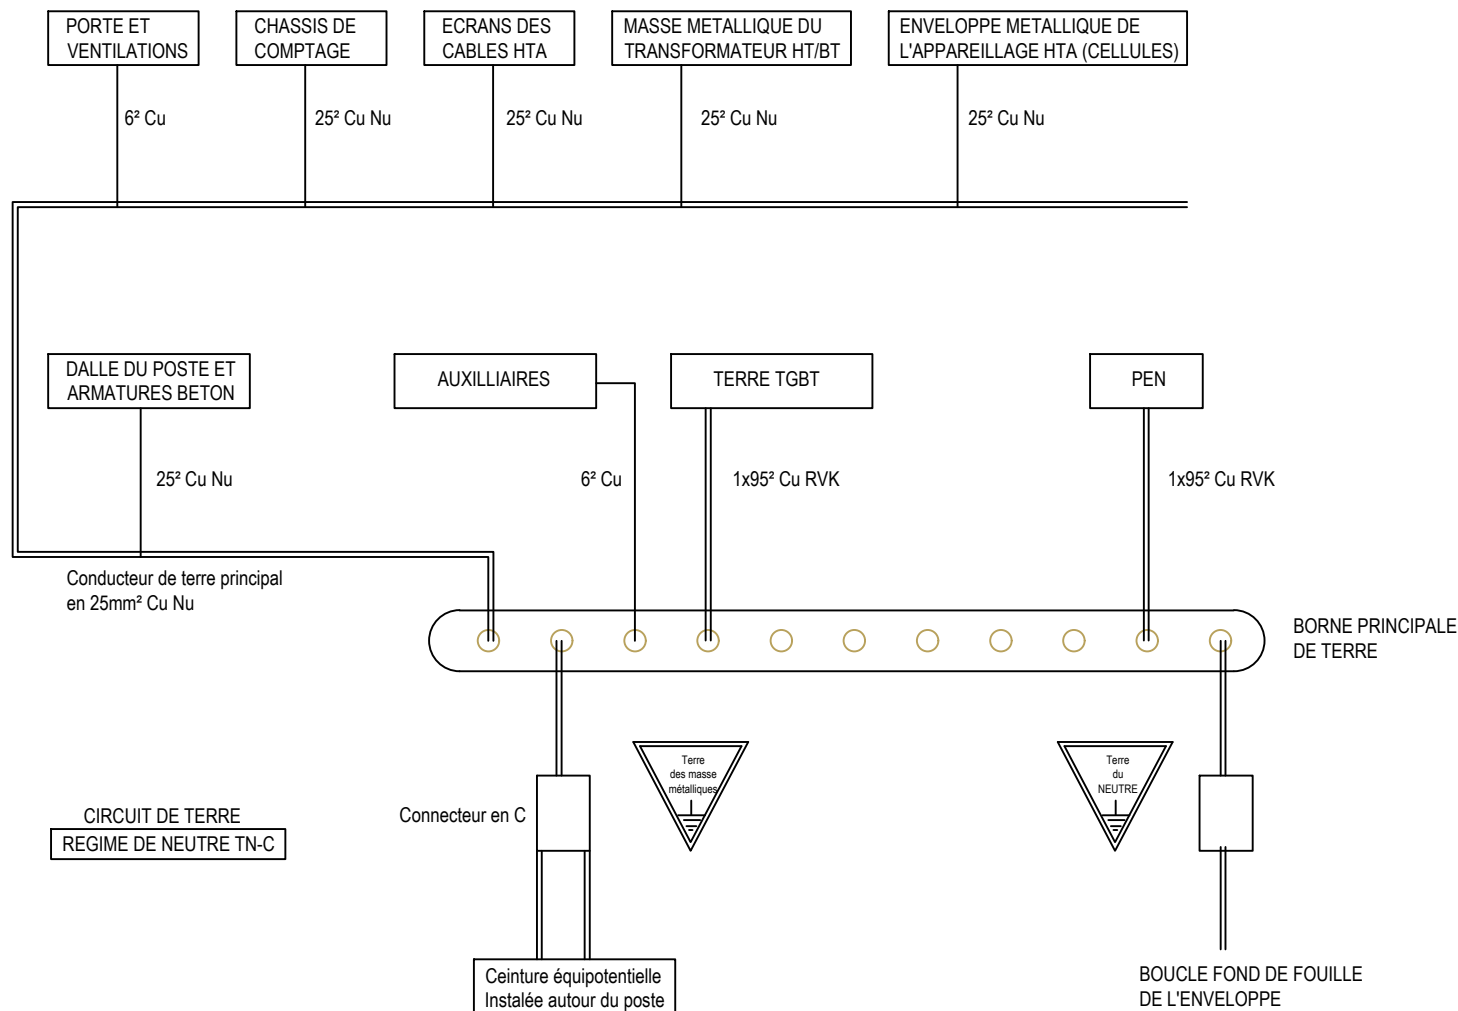 PORTE ET
VENTILATIONS
CHASSIS DE
COMPTAGE
ECRANS DES
CABLES HTA
MASSE METALLIQUE DU
TRANSFORMATEUR HT/BT
ENVELOPPE METALLIQUE DE
L'APPAREILLAGE HTA (CELLULES)
6² Cu
25² Cu Nu
25² Cu Nu
25² Cu Nu
25² Cu Nu
DALLE DU POSTE ET
ARMATURES BETON
AUXILLIAIRES
TERRE TGBT
PEN
25² Cu Nu
6² Cu
1x95² Cu RVK
1x95² Cu RVK
Conducteur de terre principal
en 25mm² Cu Nu
BORNE PRINCIPALE
DE TERRE
Terre
des masse
métalliques
Terre
du
NEUTRE
CIRCUIT DE TERRE
REGIME DE NEUTRE TN-C
Connecteur en C
Ceinture équipotentielle
Instalée autour du poste
BOUCLE FOND DE FOUILLE
DE L'ENVELOPPE